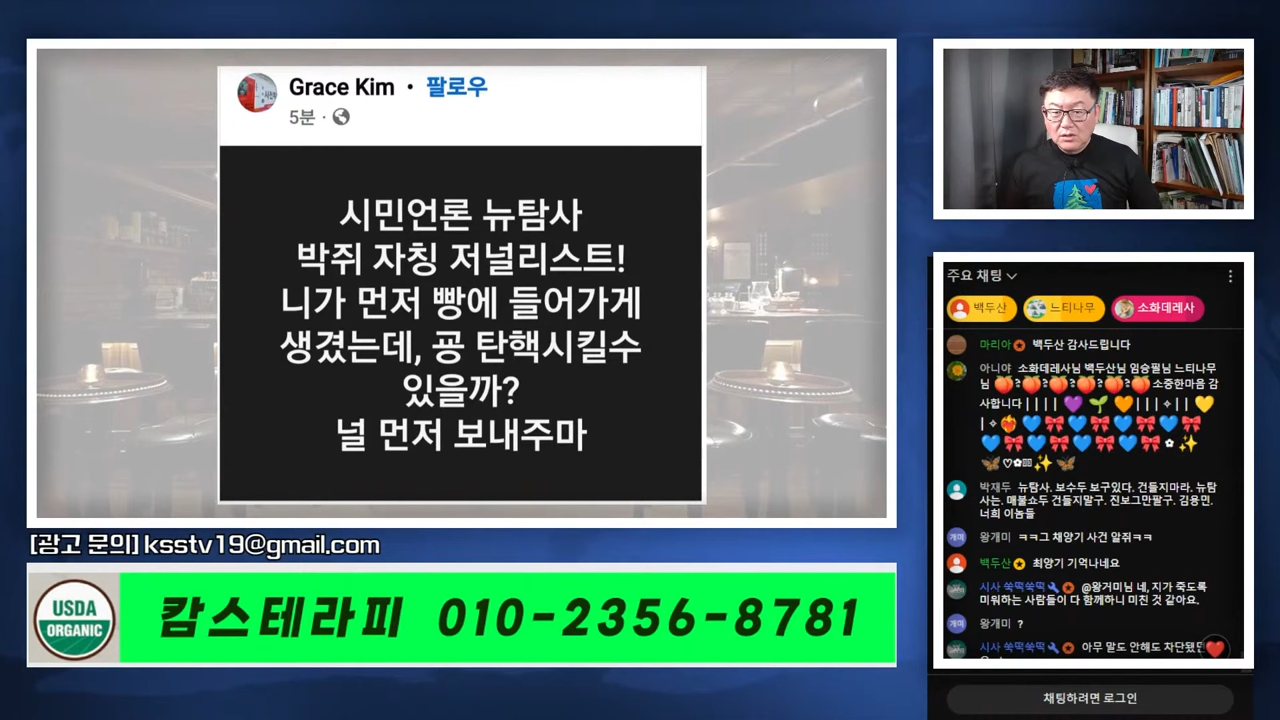 Grace Kim · 팔로우
5분 ·
시민언론 뉴탐사
박쥐 자칭 저널리스트!
니가 먼저 빵에 들어가게
생겼는데, 굥 탄핵시킬수
있을까?
널 먼저 보내주마
[광고 문의] ksstv19@gmail.com
USDA
ORGANIC
캄스테라피 010-2356-8781
주요 채팅
백두산 느티나무 소화데레사
마리아 백두산 감사드립니다
아니야 소화데레사님 백두산님 임승필님 느티나무
님 🍑?🍑?🍑?🍑?🍑?🍑 소중한마음 감
사합니다 | | | | 💜 🌱 🧡 | | | ✧ | | 💛
| ✧ ❤️‍🔥 💙 🎀 💙 🎀 💙 🎀 💙 🎀
💙 🎀 💙 🎀 💙 🎀 💙 🎀 ✿ ✨
🦋 ♡✿ ✨ 🦋
박재두 뉴탐사. 보수두 보구있다. 건들지마라. 뉴탐
사는. 매불쇼두 건들지말구. 진보그만팔구. 김용민.
너희 이놈들
개미 왕개미 ㅋㅋ그 채양기 사건 알쥐ㅋㅋ
백두산 최양기 기억나네요
시사 쑥떡쑥떡 @왕거미님 네, 지가 죽도록
미워하는 사람들이 다 함께하니 미친 것 같아요.
개미 왕개미 ?
시사 쑥떡쑥떡 아무 말도 안해도 차단됐던
채팅하려면 로그인